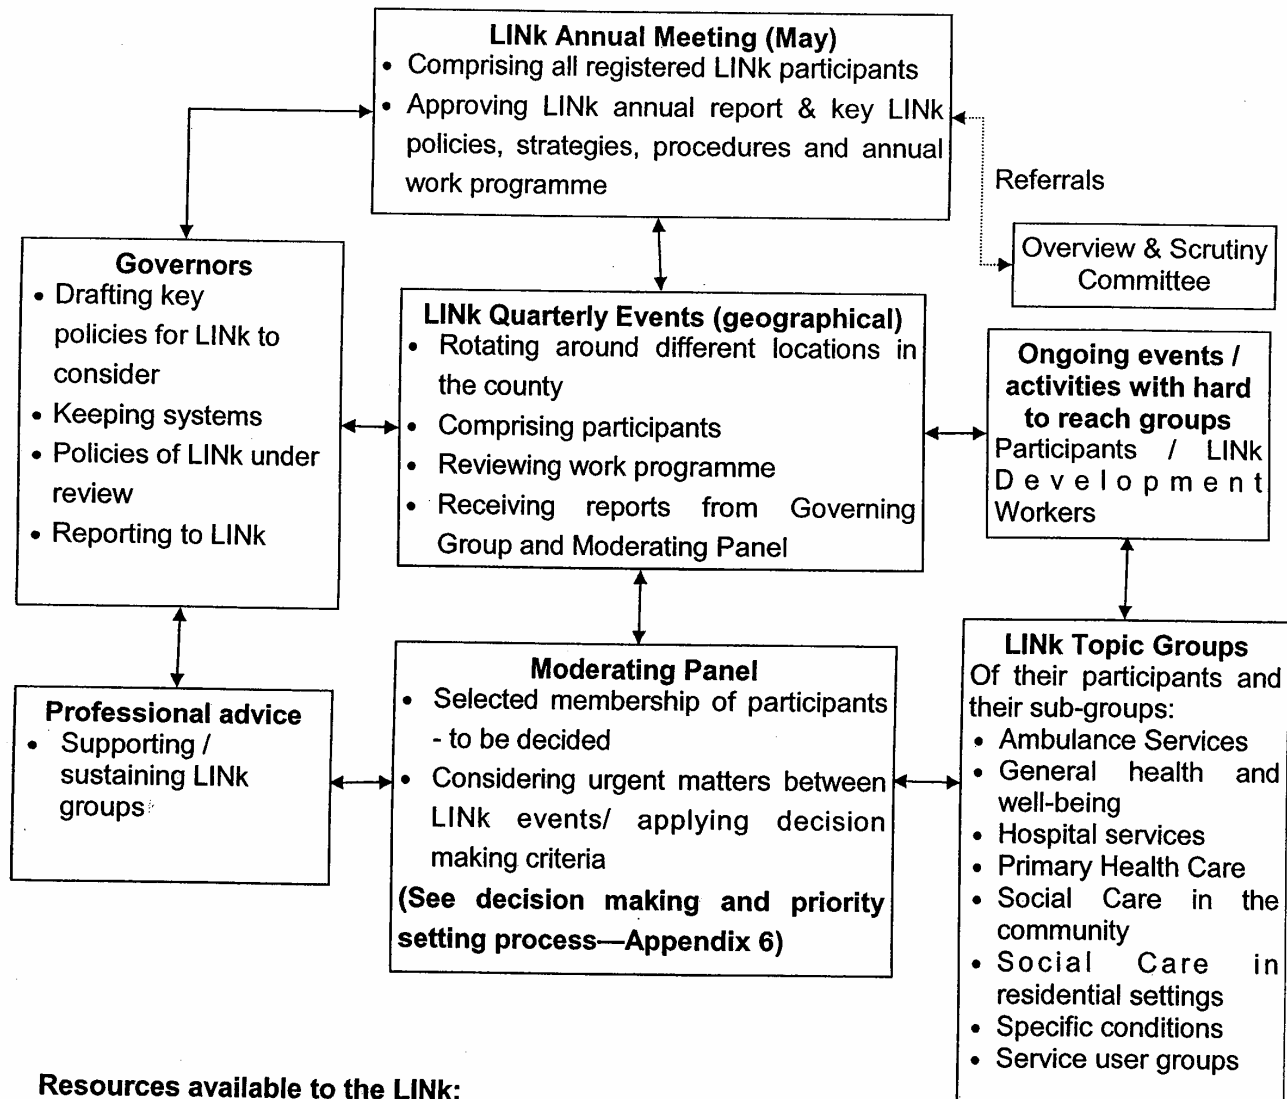 LINk Annual Meeting (May)
• Comprising all registered LINk participants
• Approving LINk annual report & key LINk
policies, strategies, procedures and annual
work programme
Referrals
Overview & Scrutiny
Committee
Governors
• Drafting key
policies for LINk to
consider
• Keeping systems
• Policies of LINk under
review
• Reporting to LINk
LINk Quarterly Events (geographical)
• Rotating around different locations in
the county
• Comprising participants
• Reviewing work programme
• Receiving reports from Governing
Group and Moderating Panel
Ongoing events /
activities with hard
to reach groups
Participants / LINk
Development
Workers
Professional advice
• Supporting /
sustaining LINk
groups
Moderating Panel
• Selected membership of participants
- to be decided
• Considering urgent matters between
LINk events/ applying decision
making criteria
(See decision making and priority
setting process—Appendix 6)
LINk Topic Groups
Of their participants and
their sub-groups:
• Ambulance Services
• General health and
well-being
• Hospital services
• Primary Health Care
• Social Care in the
community
• Social Care in
residential settings
• Specific conditions
• Service user groups
Resources available to the LINk: